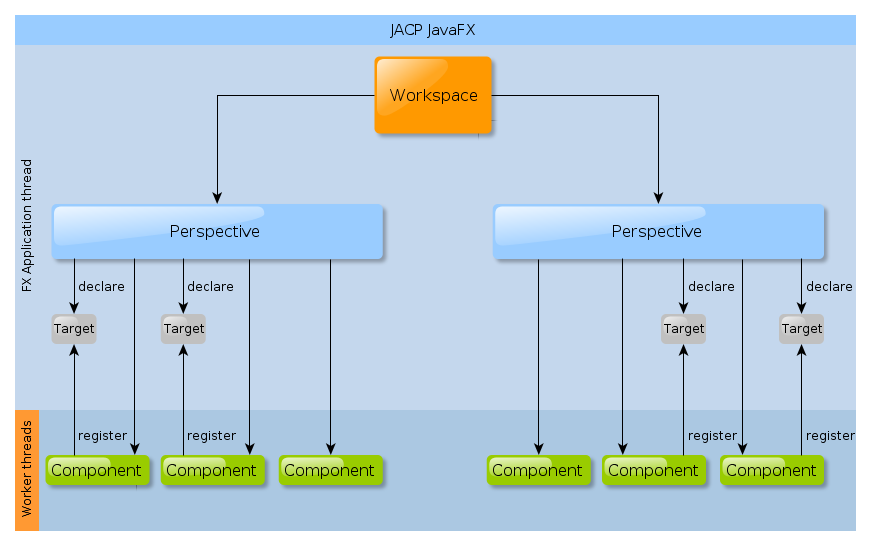 JACP JavaFX
Workspace
FX Application thread
Perspective
Perspective
declare
declare
declare
declare
Target
Target
Target
Target
register
register
register
register
Worker threads
Component
Component
Component
Component
Component
Component